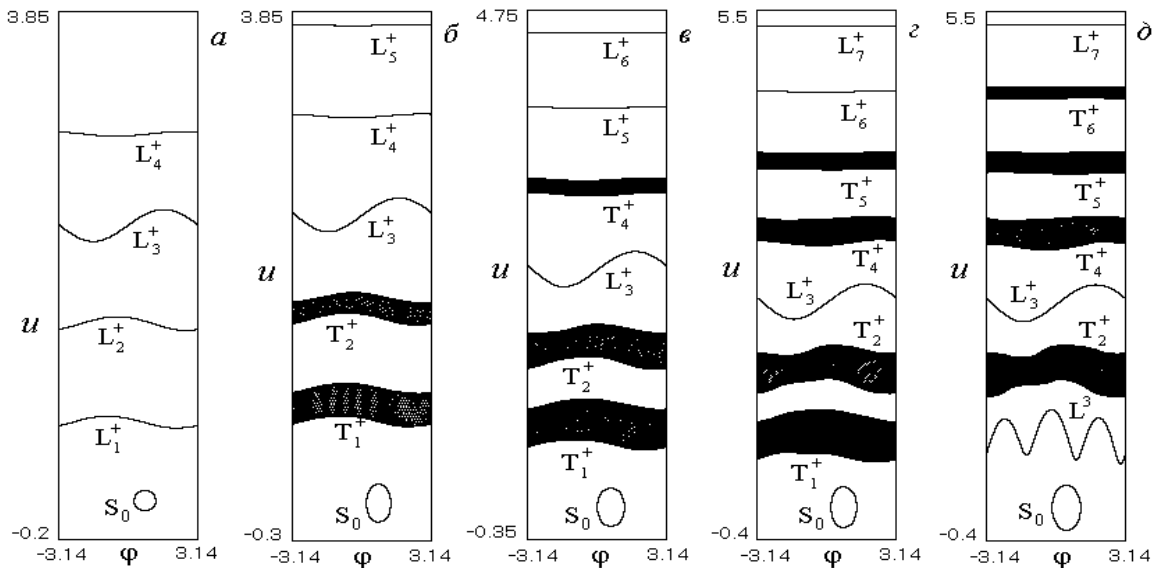 3.85
а
L₄⁺
L₃⁺
и
L₂⁺
L₁⁺
S₀
-0.2
-3.14 φ 3.14
3.85
б
L₅⁺
L₄⁺
L₃⁺
и
T₂⁺
T₁⁺
S₀
-0.3
-3.14 φ 3.14
4.75
в
L₆⁺
L₅⁺
T₄⁺
и
L₃⁺
T₂⁺
T₁⁺
S₀
-0.35
-3.14 φ 3.14
5.5
г
L₇⁺
L₆⁺
T₅⁺
T₄⁺
и
L₃⁺
T₂⁺
T₁⁺
S₀
-0.4
-3.14 φ 3.14
5.5
д
L₇⁺
T₆⁺
T₅⁺
T₄⁺
и
L₃⁺
T₂⁺
L³
S₀
-0.4
-3.14 φ 3.14